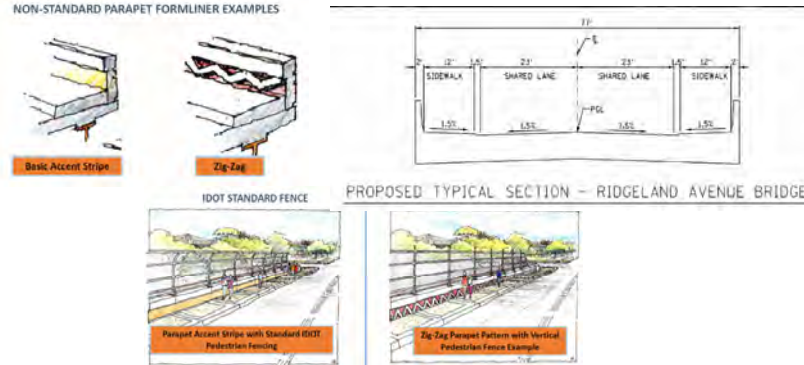 NON-STANDARD PARAPET FORMLINER EXAMPLES
Basic Accent Stripe
Zig-Zag
77'
2' 12' 1.5' 23' 23' 1.5' 12' 2'
SIDEWALK SHARED LANE SHARED LANE SIDEWALK
PGL
1.5% 1.5% 1.5% 1.5%
PROPOSED TYPICAL SECTION - RIDGELAND AVENUE BRIDGE
IDOT STANDARD FENCE
Parapet Accent Stripe with Standard IDOT
Pedestrian Fencing
Zig-Zag Parapet Pattern with Vertical
Pedestrian Fence Example